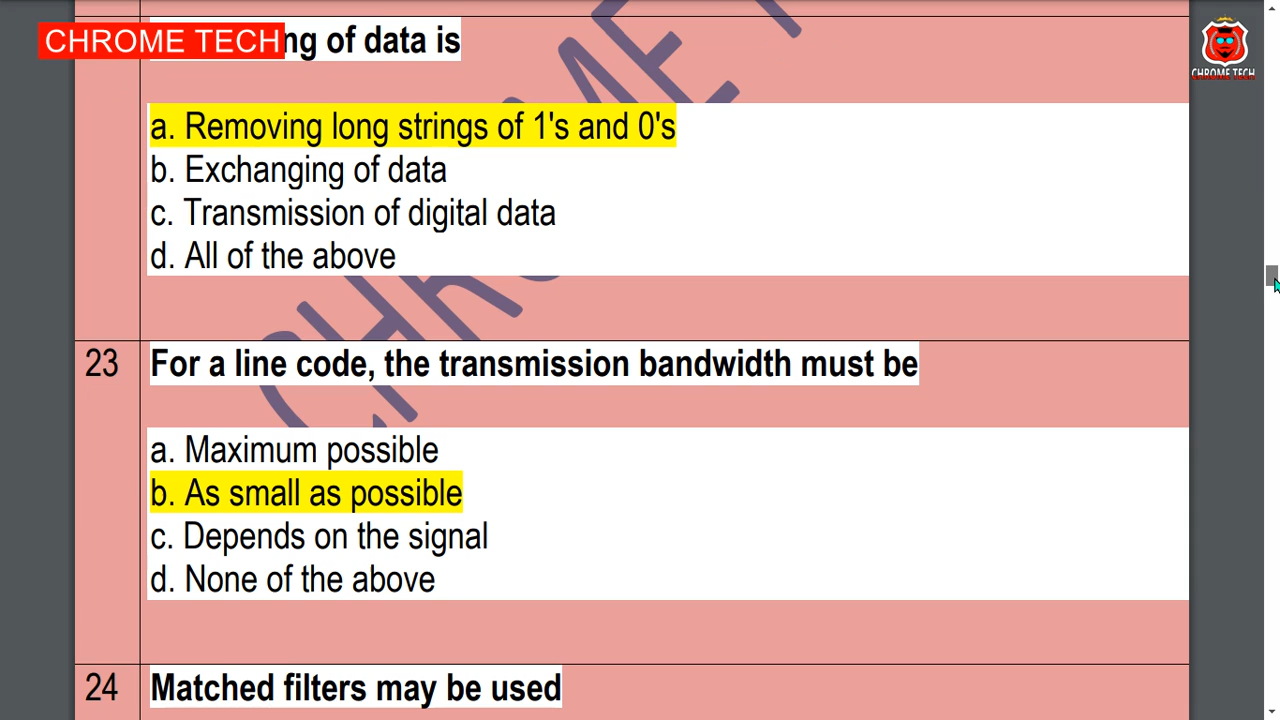 CHROME TECH
ng of data is
CHROME TECH
a. Removing long strings of 1's and 0's
b. Exchanging of data
c. Transmission of digital data
d. All of the above
23
For a line code, the transmission bandwidth must be
a. Maximum possible
b. As small as possible
c. Depends on the signal
d. None of the above
24
Matched filters may be used